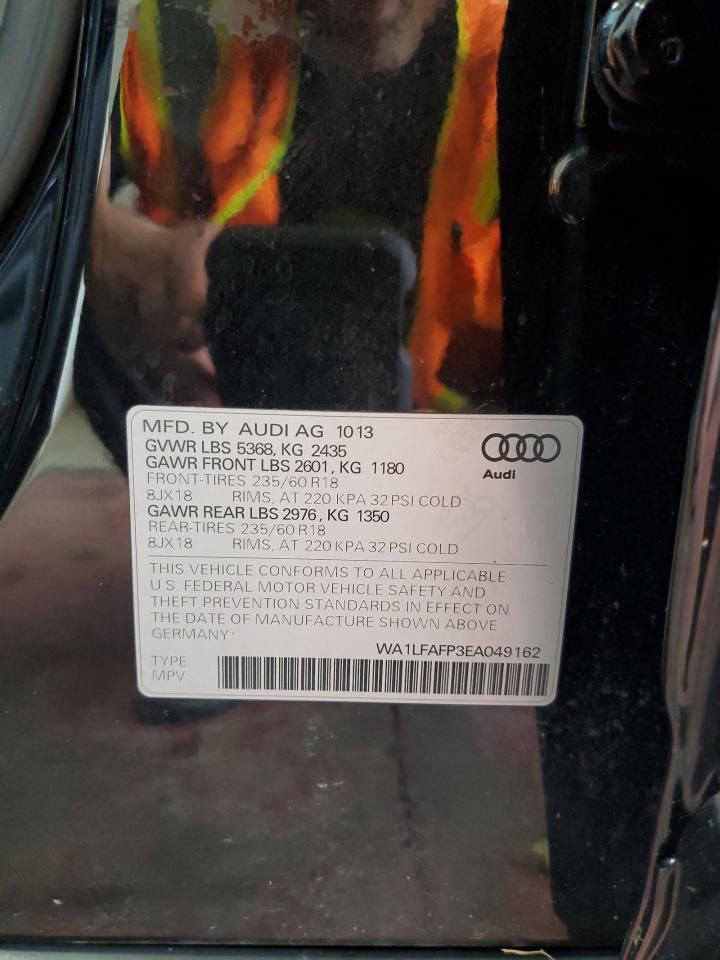 MFD. BY AUDI AG 10 13
GVWR LBS 5368, KG 2435
GAWR FRONT LBS 2601, KG 1180
FRONT-TIRES 235/60 R18
8JX18 RIMS, AT 220 KPA 32 PSI COLD
GAWR REAR LBS 2976, KG 1350
REAR-TIRES 235/60 R18
8JX18 RIMS, AT 220 KPA 32 PSI COLD
Audi
THIS VEHICLE CONFORMS TO ALL APPLICABLE
U.S. FEDERAL MOTOR VEHICLE SAFETY AND
THEFT PREVENTION STANDARDS IN EFFECT ON
THE DATE OF MANUFACTURE SHOWN ABOVE
GERMANY
WA1LFAFP3EA049162
TYPE:
MPV